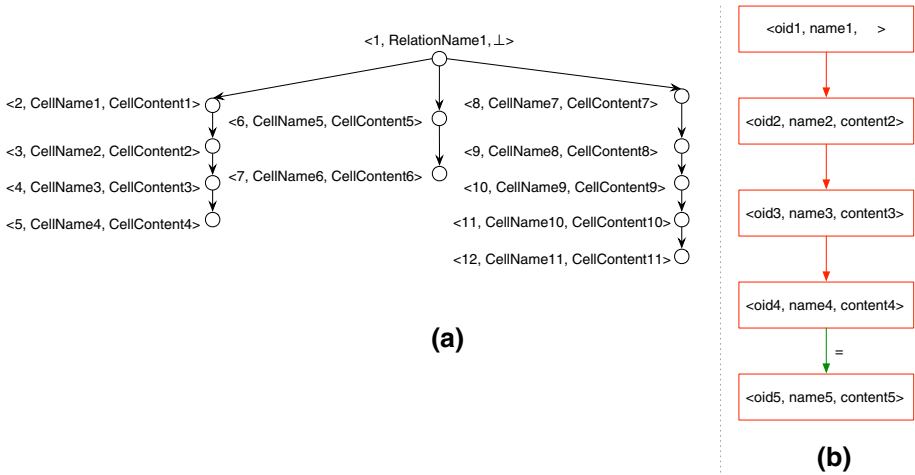 <1, RelationName1, ⊥>
<2, CellName1, CellContent1>
<3, CellName2, CellContent2>
<4, CellName3, CellContent3>
<5, CellName4, CellContent4>
<6, CellName5, CellContent5>
<7, CellName6, CellContent6>
<8, CellName7, CellContent7>
<9, CellName8, CellContent8>
<10, CellName9, CellContent9>
<11, CellName10, CellContent10>
<12, CellName11, CellContent11>
(a)
<oid1, name1, >
<oid2, name2, content2>
<oid3, name3, content3>
<oid4, name4, content4>
=
<oid5, name5, content5>
(b)